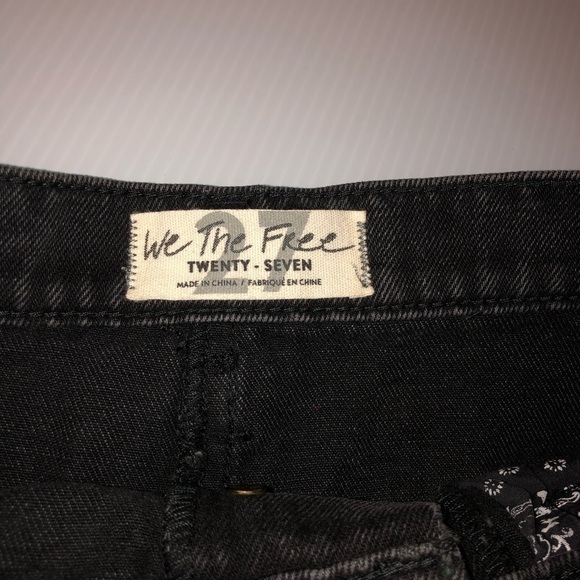 27
We The Free
TWENTY - SEVEN
MADE IN CHINA / FABRIQUÉ EN CHINE